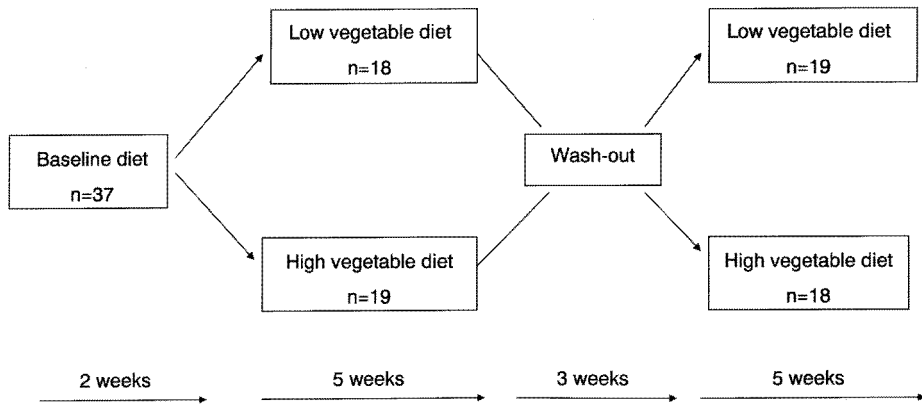 Baseline diet
n=37
Low vegetable diet
n=18
High vegetable diet
n=19
Wash-out
Low vegetable diet
n=19
High vegetable diet
n=18
2 weeks
5 weeks
3 weeks
5 weeks